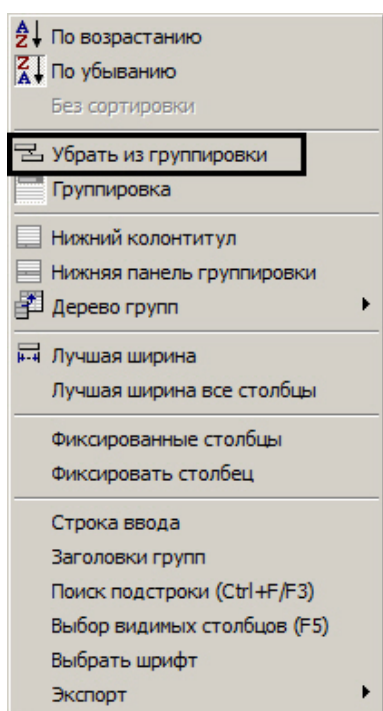 По возрастанию
По убыванию
Без сортировки
Убрать из группировки
Группировка
Нижний колонтитул
Нижняя панель группировки
Дерево групп
Лучшая ширина
Лучшая ширина все столбцы
Фиксированные столбцы
Фиксировать столбец
Строка ввода
Заголовки групп
Поиск подстроки (Ctrl+F/F3)
Выбор видимых столбцов (F5)
Выбрать шрифт
Экспорт